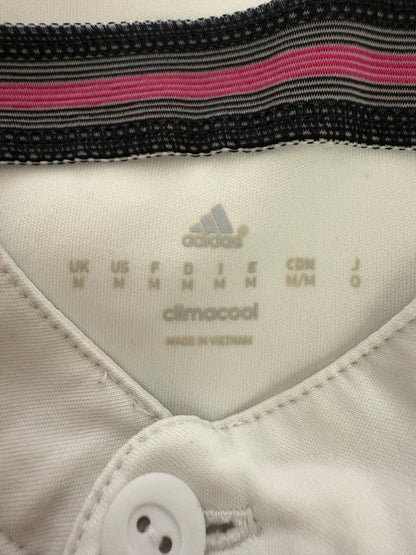 adidas®
UK US F D I E CDN J
M M M M M M M/M O
climacool
MADE IN VIETNAM